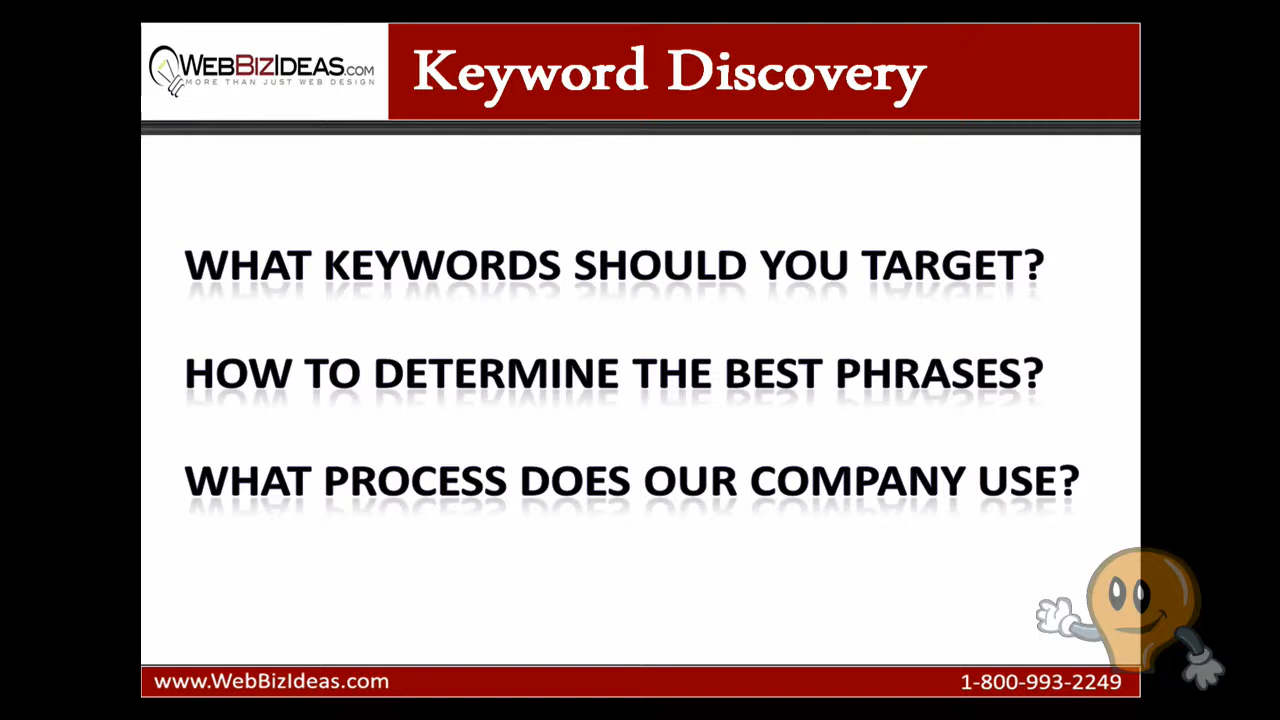 WEBBIZIDEAS.COM
MORE THAN JUST WEB DESIGN
Keyword Discovery
WHAT KEYWORDS SHOULD YOU TARGET?
HOW TO DETERMINE THE BEST PHRASES?
WHAT PROCESS DOES OUR COMPANY USE?
www.WebBizIdeas.com
1-800-993-2249